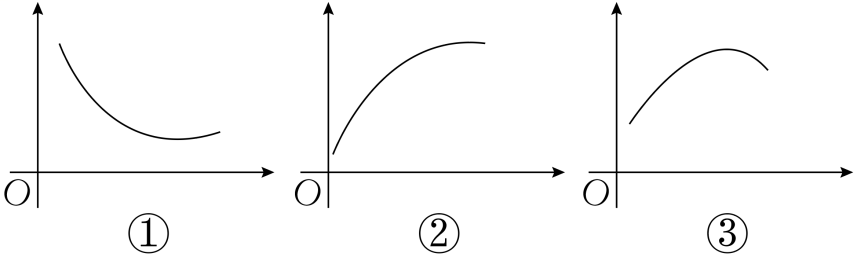 O O O
① ② ③